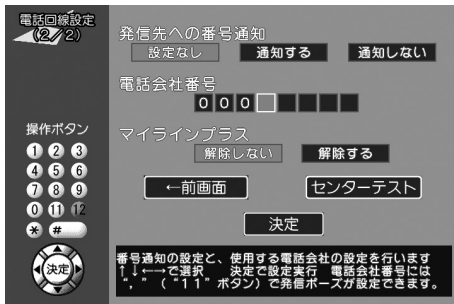 電話回線設定
(2／2)
発信先への番号通知
設定なし 通知する 通知しない
電話会社番号
000
マイラインプラス
解除しない 解除する
←前画面 センターテスト
決定
操作ボタン
1 2 3
4 5 6
7 8 9
0 11 12
* #
決定
番号通知の設定と、使用する電話会社の設定を行います
↑↓←→で選択 決定で設定実行 電話会社番号には
“，”（“１１”ボタン）で発信ポーズが設定できます。